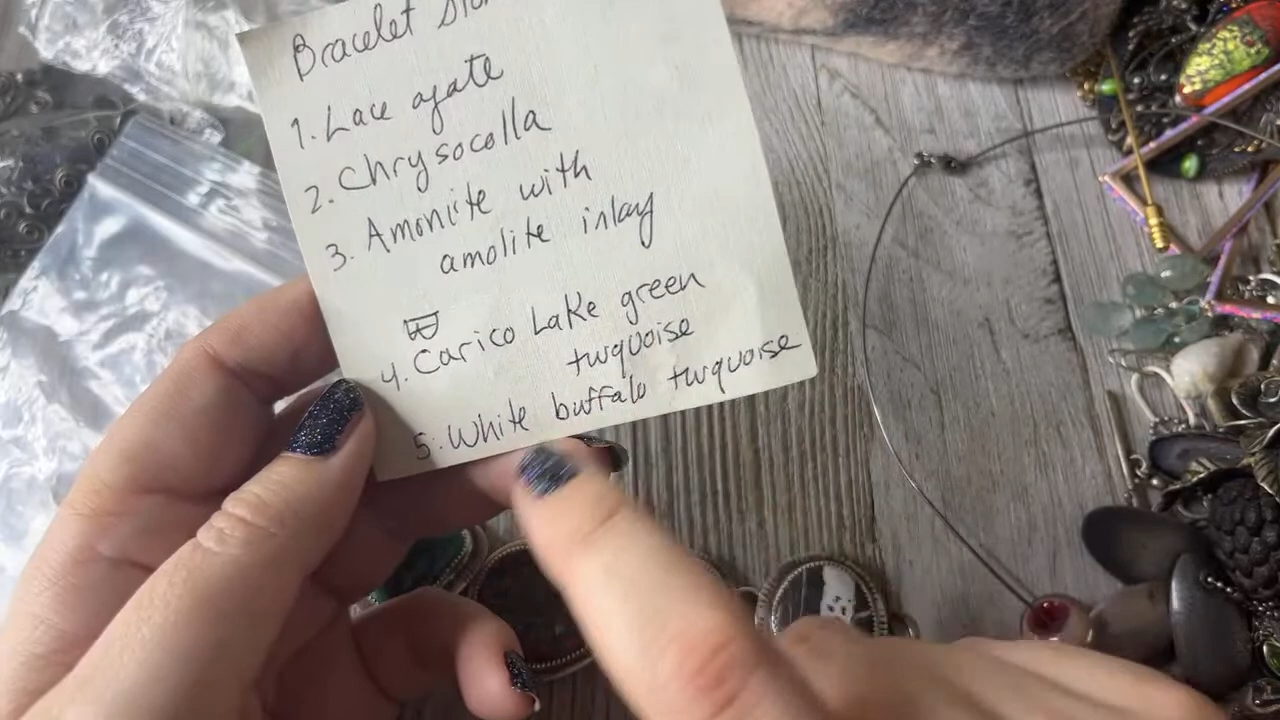 Bracelet
1. Lace agate
2. Chrysocolla
3. Amonite with
amolite inlay
4. Carico Lake green
turquoise
5. White buffalo turquoise